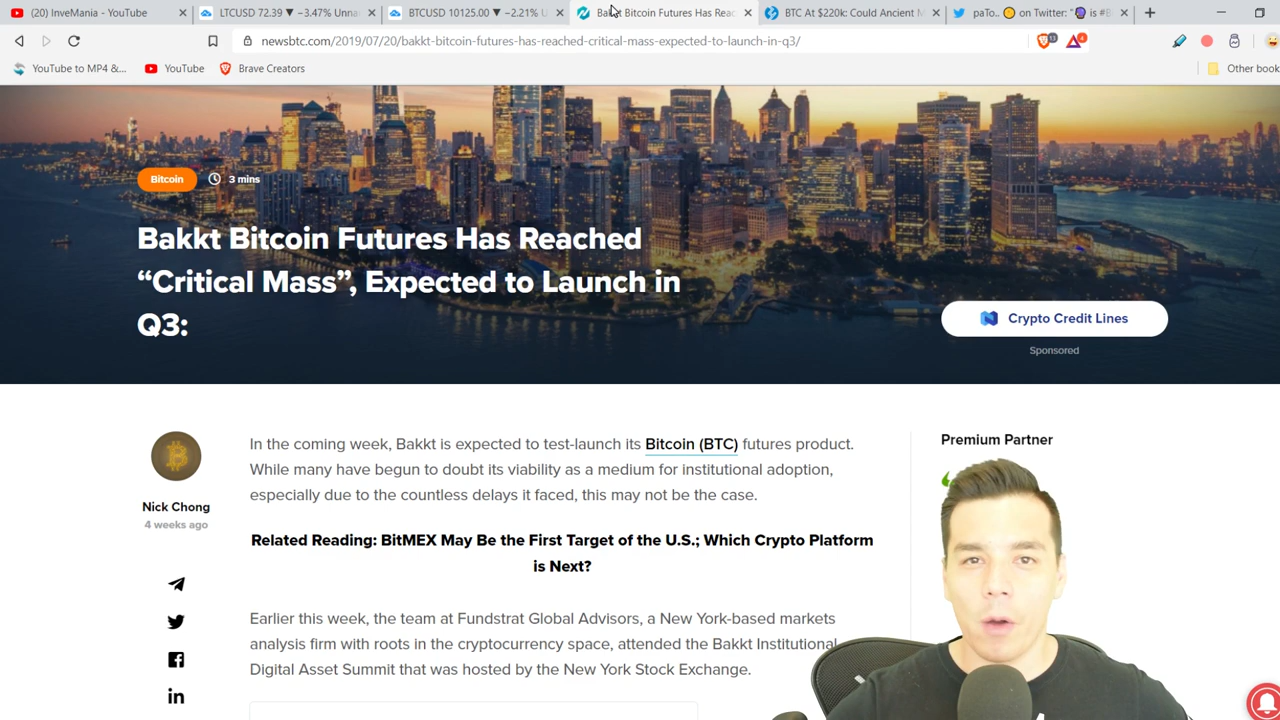 (20) InveMania - YouTube
LTCUSD 72.39 ▼ −3.47% Unna
BTCUSD 10125.00 ▼ −2.21% U
Bakkt Bitcoin Futures Has Reac
BTC At $220k: Could Ancient M
paTo.. on Twitter: "
is #B
newsbtc.com/2019/07/20/bakkt-bitcoin-futures-has-reached-critical-mass-expected-to-launch-in-q3/
13
4
YouTube to MP4 &...
YouTube
Brave Creators
Other book
Bitcoin
3 mins
Bakkt Bitcoin Futures Has Reached
“Critical Mass”, Expected to Launch in
Q3:
Crypto Credit Lines
Sponsored
In the coming week, Bakkt is expected to test-launch its Bitcoin (BTC) futures product.
While many have begun to doubt its viability as a medium for institutional adoption,
especially due to the countless delays it faced, this may not be the case.
Premium Partner
Nick Chong
4 weeks ago
Related Reading: BitMEX May Be the First Target of the U.S.; Which Crypto Platform
is Next?
Earlier this week, the team at Fundstrat Global Advisors, a New York-based markets
analysis firm with roots in the cryptocurrency space, attended the Bakkt Institutional
Digital Asset Summit that was hosted by the New York Stock Exchange.